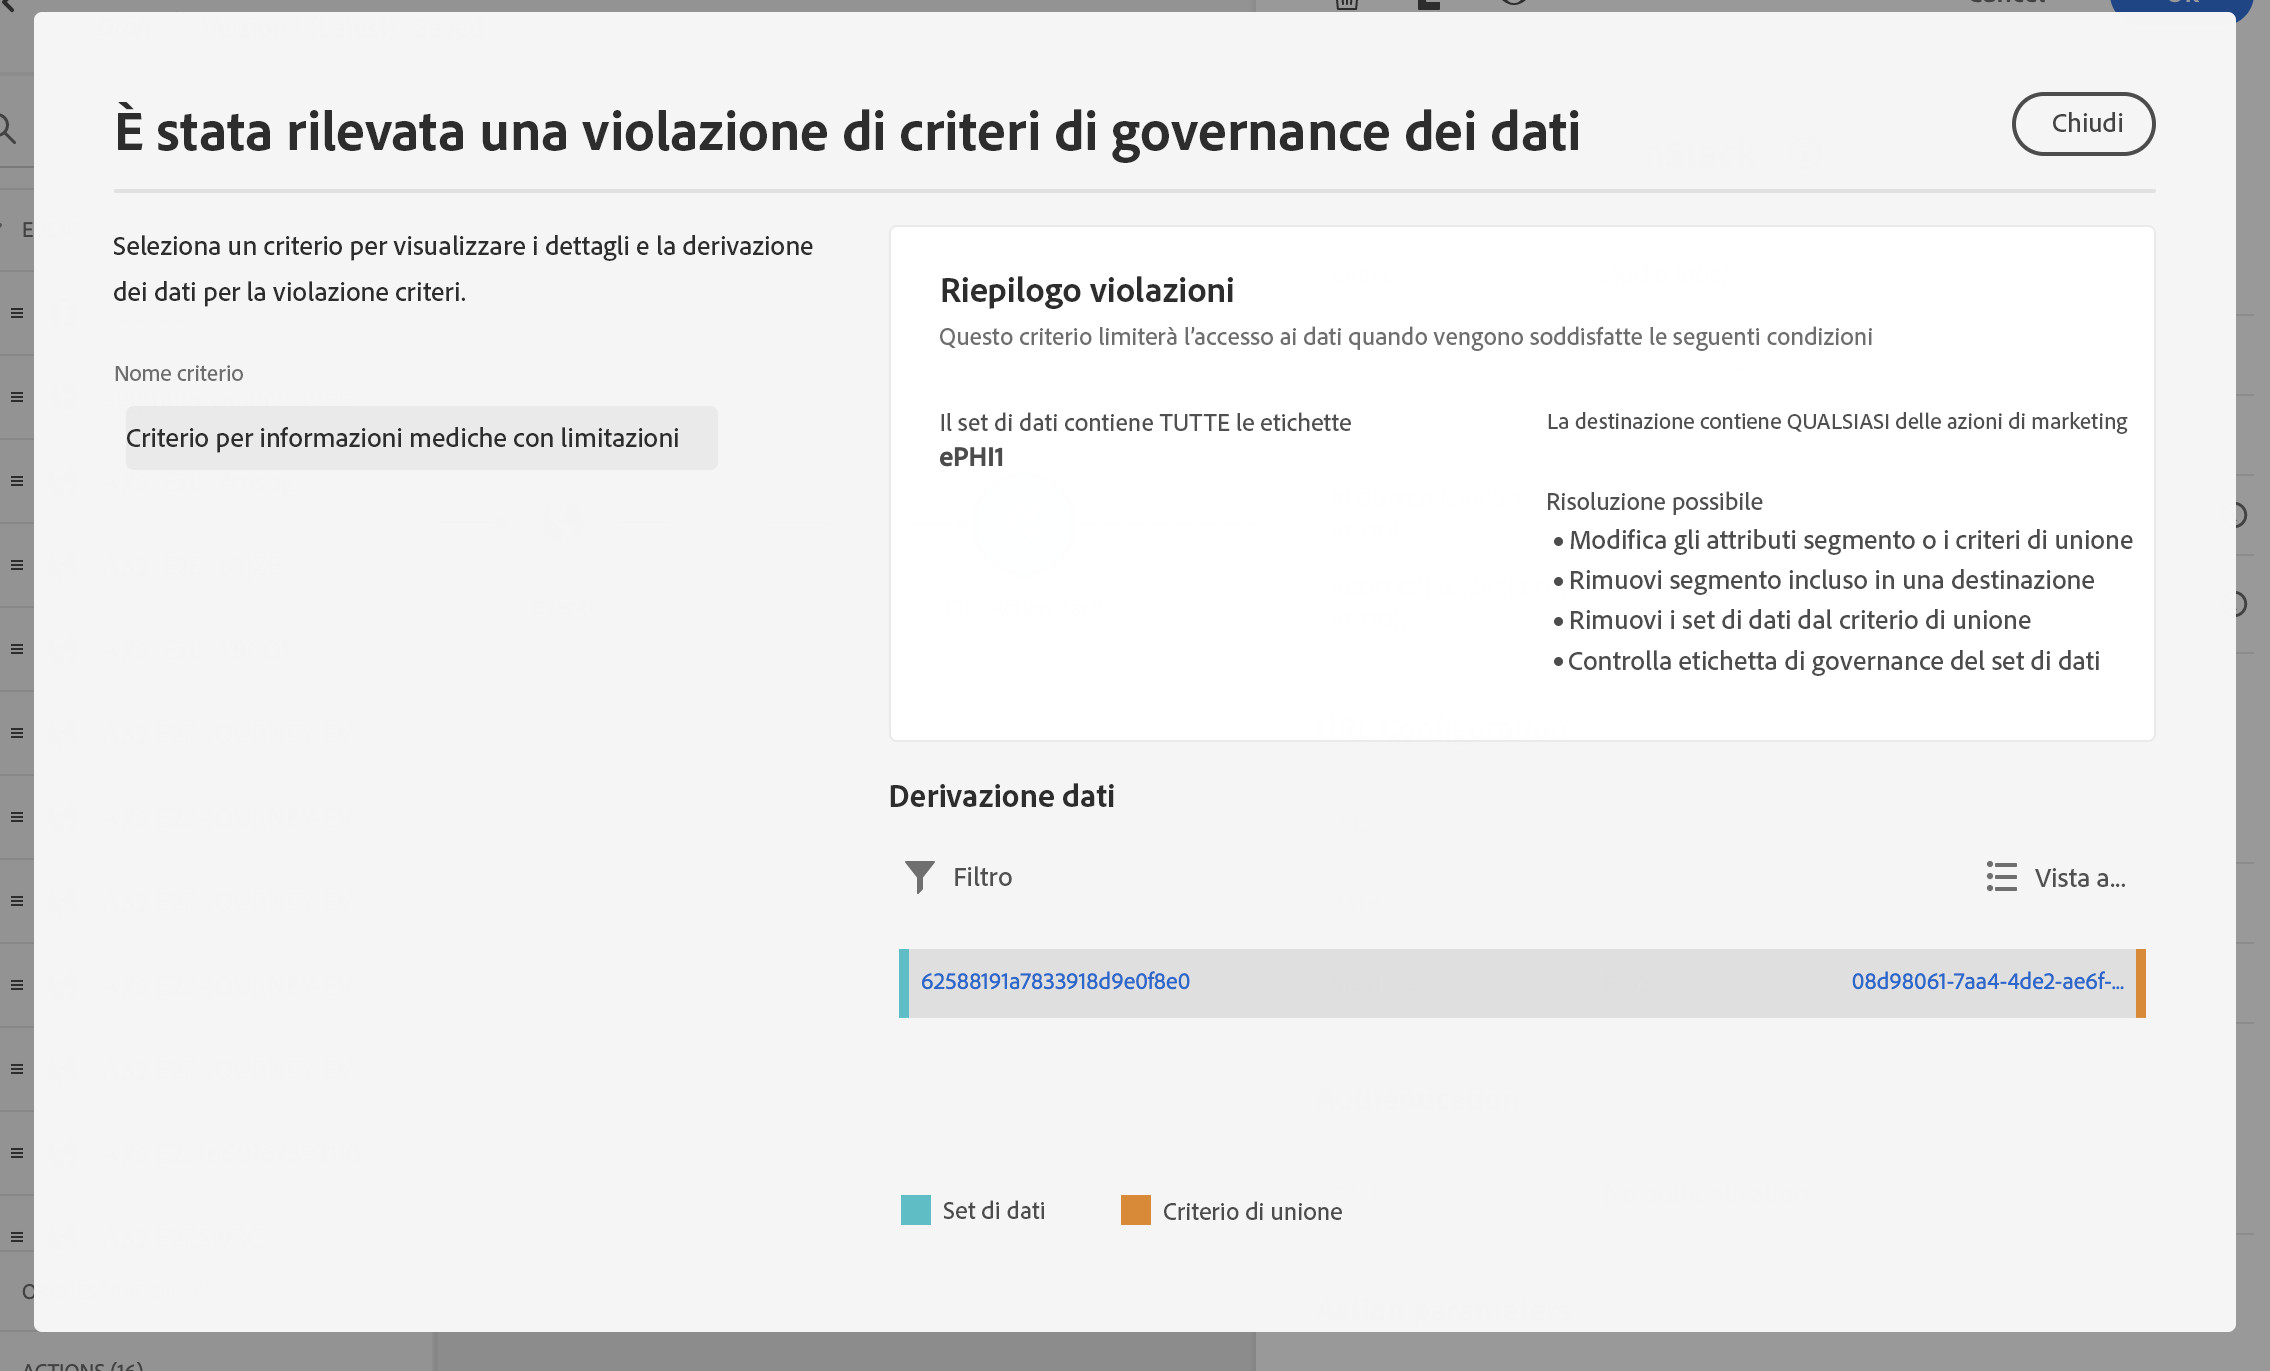 È stata rilevata una violazione di criteri di governance dei dati
Chiudi
Seleziona un criterio per visualizzare i dettagli e la derivazione
dei dati per la violazione criteri.
Nome criterio
Criterio per informazioni mediche con limitazioni
Riepilogo violazioni
Questo criterio limiterà l’accesso ai dati quando vengono soddisfatte le seguenti condizioni
Il set di dati contiene TUTTE le etichette
ePHI1
La destinazione contiene QUALSIASI delle azioni di marketing
Risoluzione possibile
• Modifica gli attributi segmento o i criteri di unione
• Rimuovi segmento incluso in una destinazione
• Rimuovi i set di dati dal criterio di unione
• Controlla etichetta di governance del set di dati
Derivazione dati
Filtro
Vista a...
62588191a7833918d9e0f8e0
08d98061-7aa4-4de2-ae6f-...
Set di dati
Criterio di unione
ACTIONS (16)